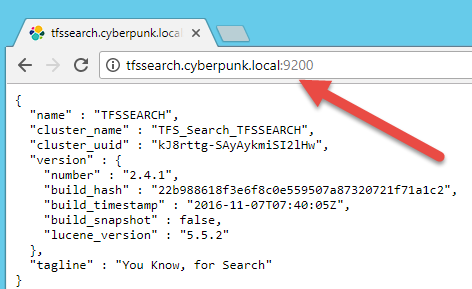 tfssearch.cyberpunk.local
tfssearch.cyberpunk.local:9200
{
  "name" : "TFSSEARCH",
  "cluster_name" : "TFS_Search_TFSSEARCH",
  "cluster_uuid" : "kJ8rttg-SAyAykmiSI2lHw",
  "version" : {
    "number" : "2.4.1",
    "build_hash" : "22b988618f3e6f8c0e559507a87320721f71a1c2",
    "build_timestamp" : "2016-11-07T07:40:05Z",
    "build_snapshot" : false,
    "lucene_version" : "5.5.2"
  },
  "tagline" : "You Know, for Search"
}